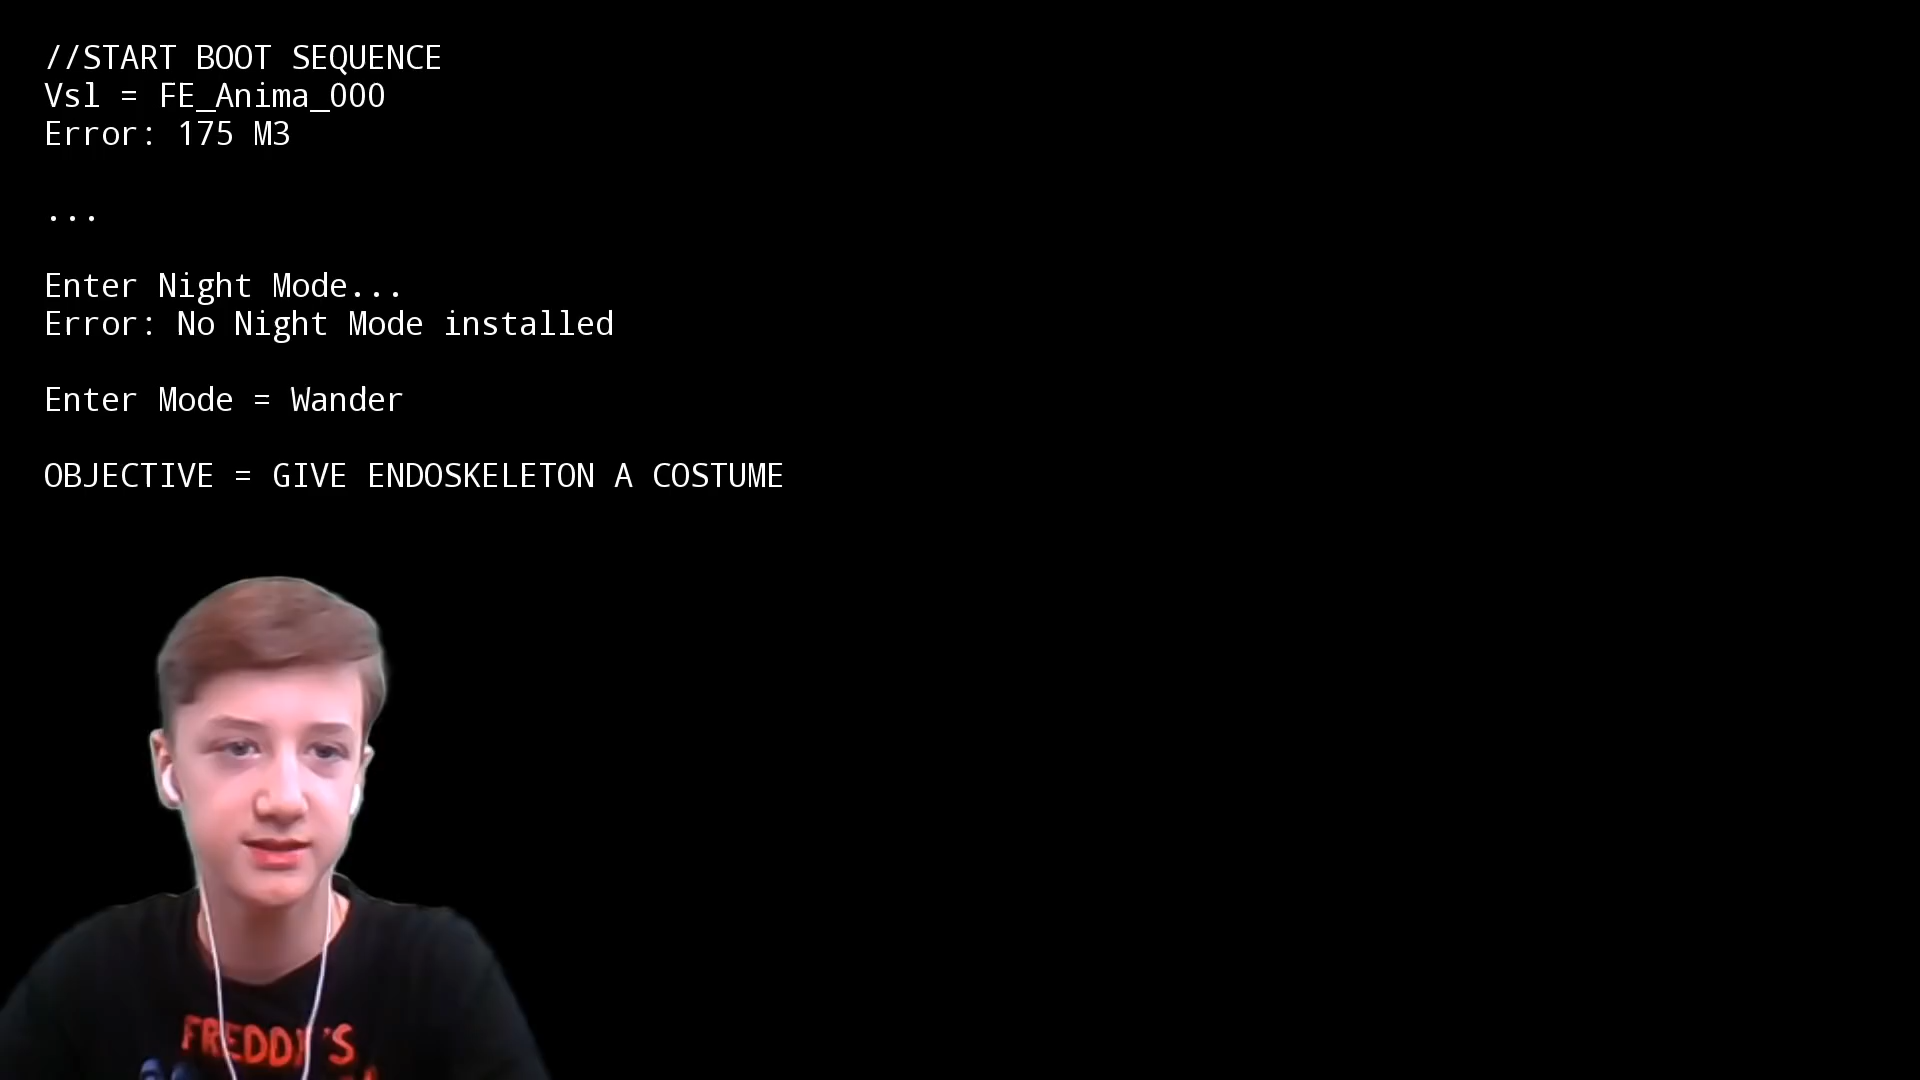 //START BOOT SEQUENCE
Vsl = FE_Anima_000
Error: 175 M3
...
Enter Night Mode...
Error: No Night Mode installed
Enter Mode = Wander
OBJECTIVE = GIVE ENDOSKELETON A COSTUME
FREDDY'S